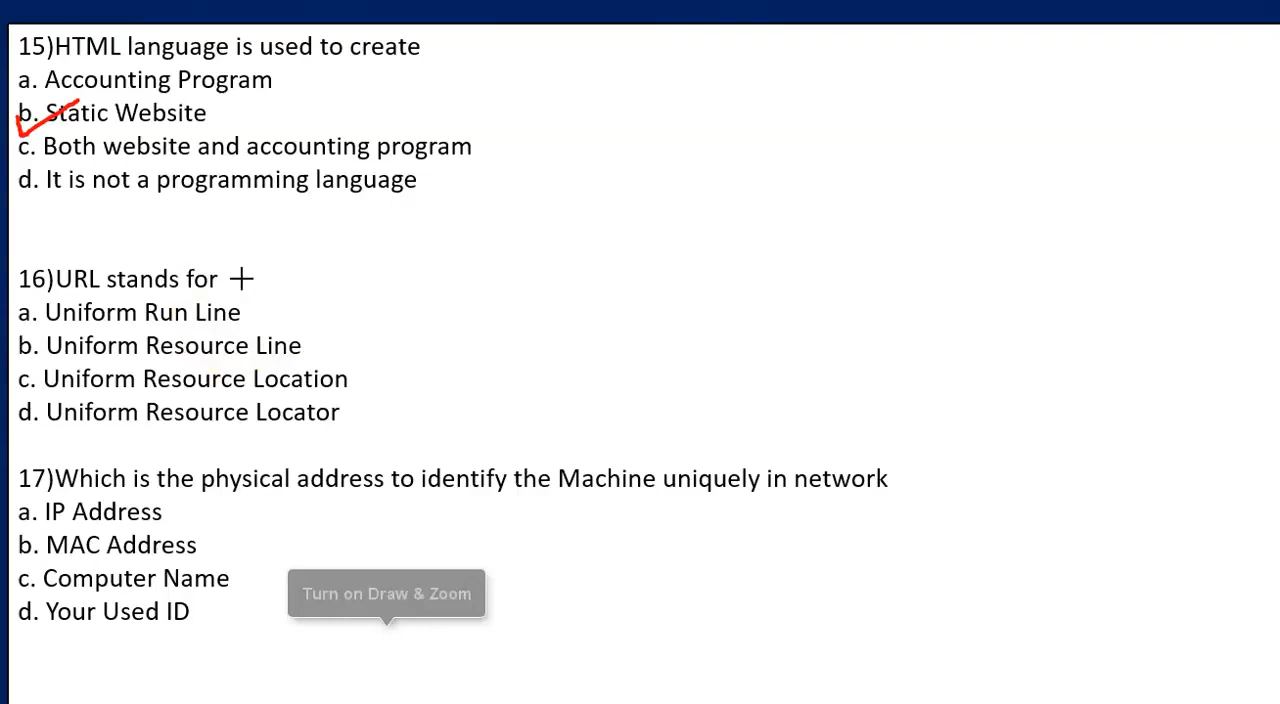 15)HTML language is used to create
a. Accounting Program
b. Static Website
c. Both website and accounting program
d. It is not a programming language
16)URL stands for
a. Uniform Run Line
b. Uniform Resource Line
c. Uniform Resource Location
d. Uniform Resource Locator
17)Which is the physical address to identify the Machine uniquely in network
a. IP Address
b. MAC Address
c. Computer Name
d. Your Used ID
Turn on Draw & Zoom